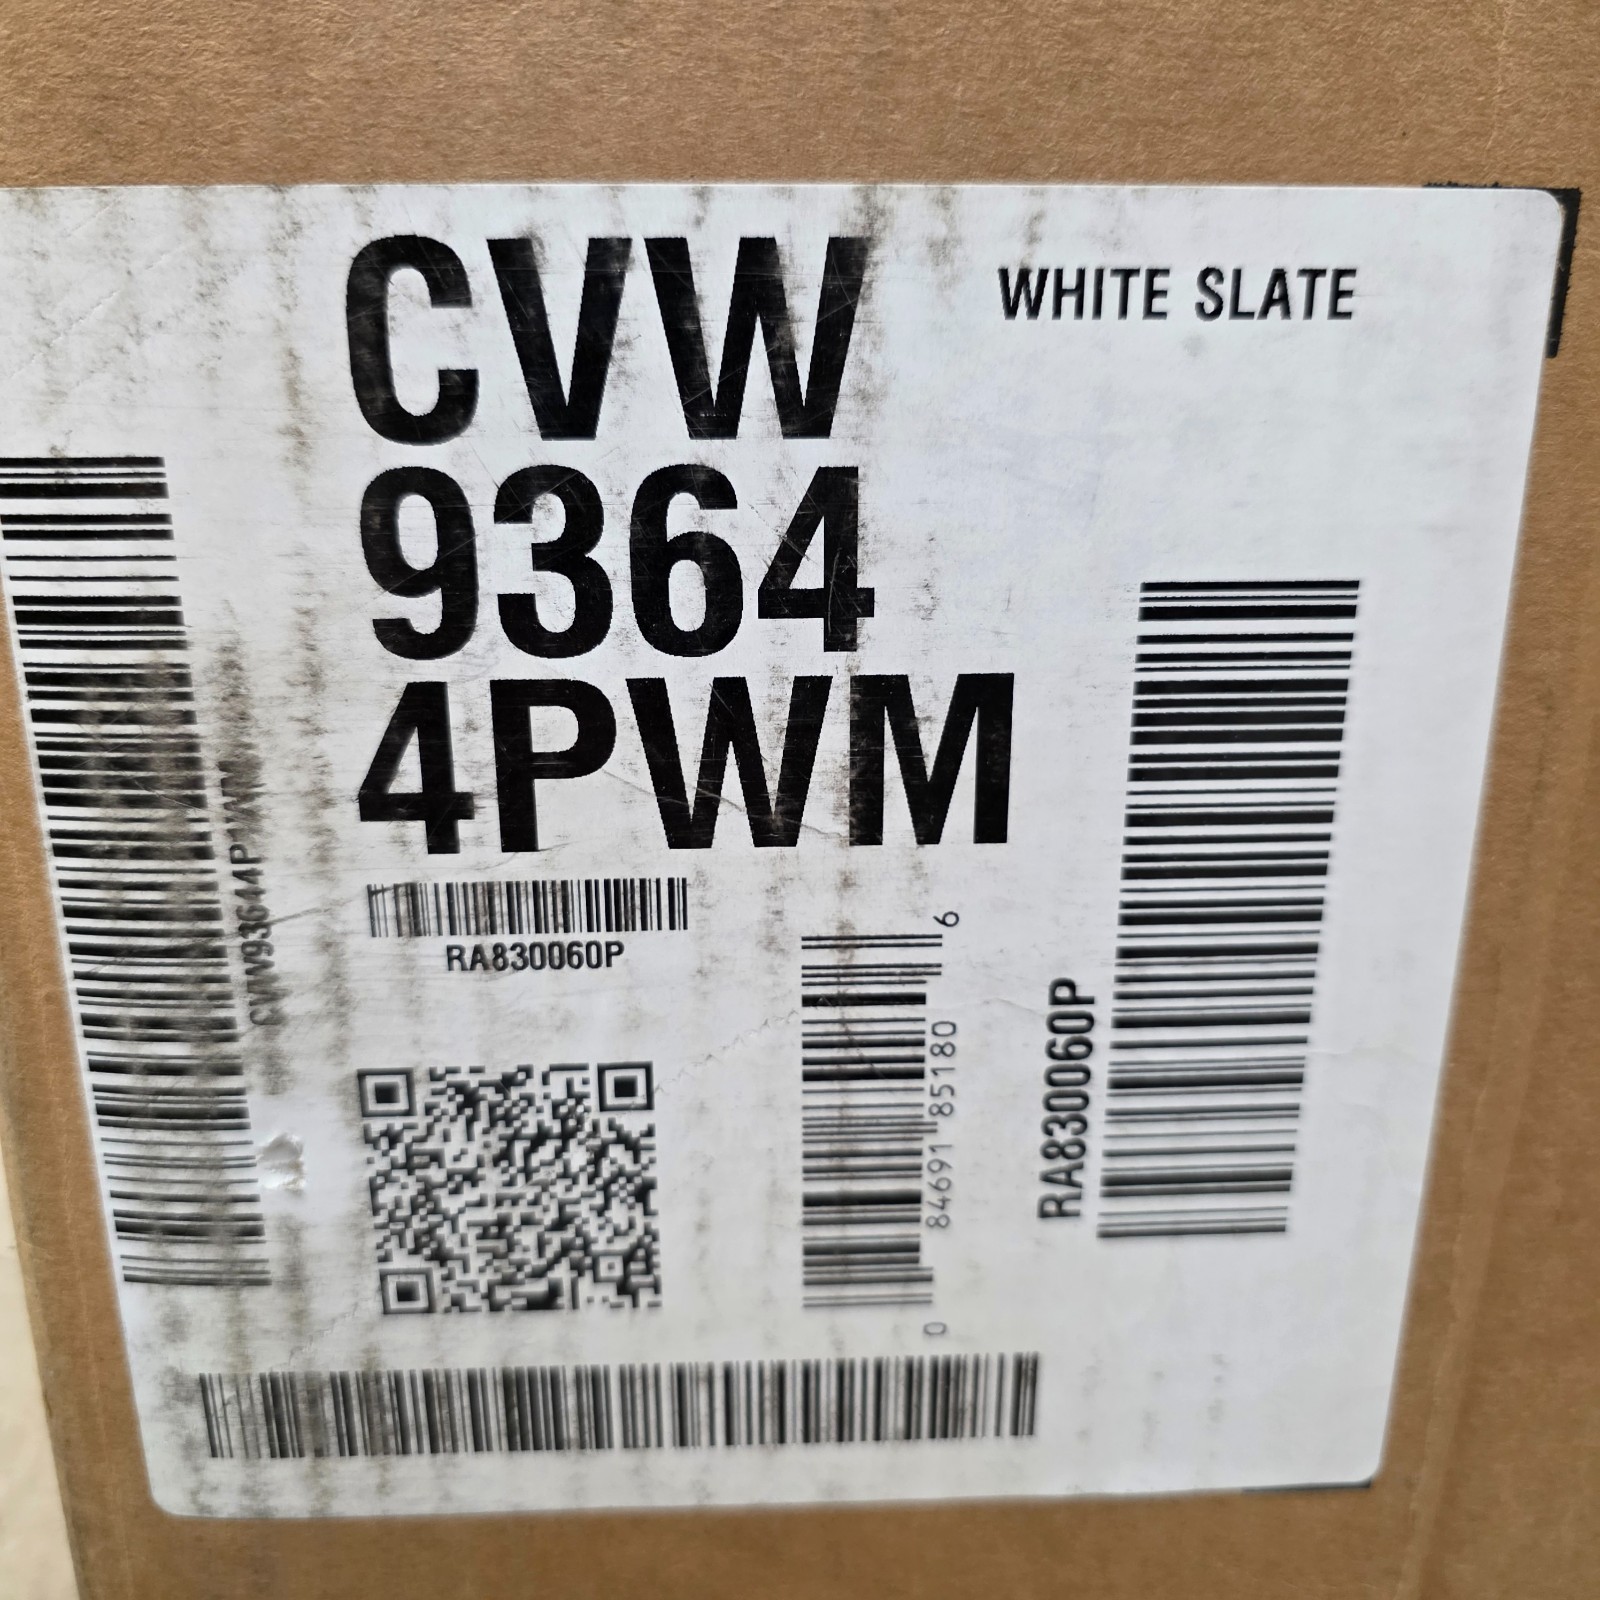 CVW
9364
4PWM
WHITE SLATE
CVW93644PWM
RA830060P
0 84691 85180 6
RA830060P